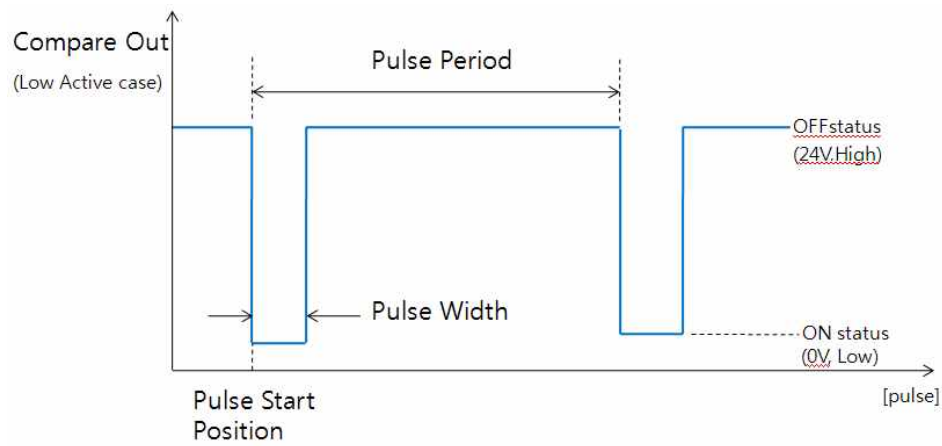 Compare Out
(Low Active case)
Pulse Period
OFFstatus
(24V.High)
Pulse Width
ON status
(0V, Low)
[pulse]
Pulse Start
Position